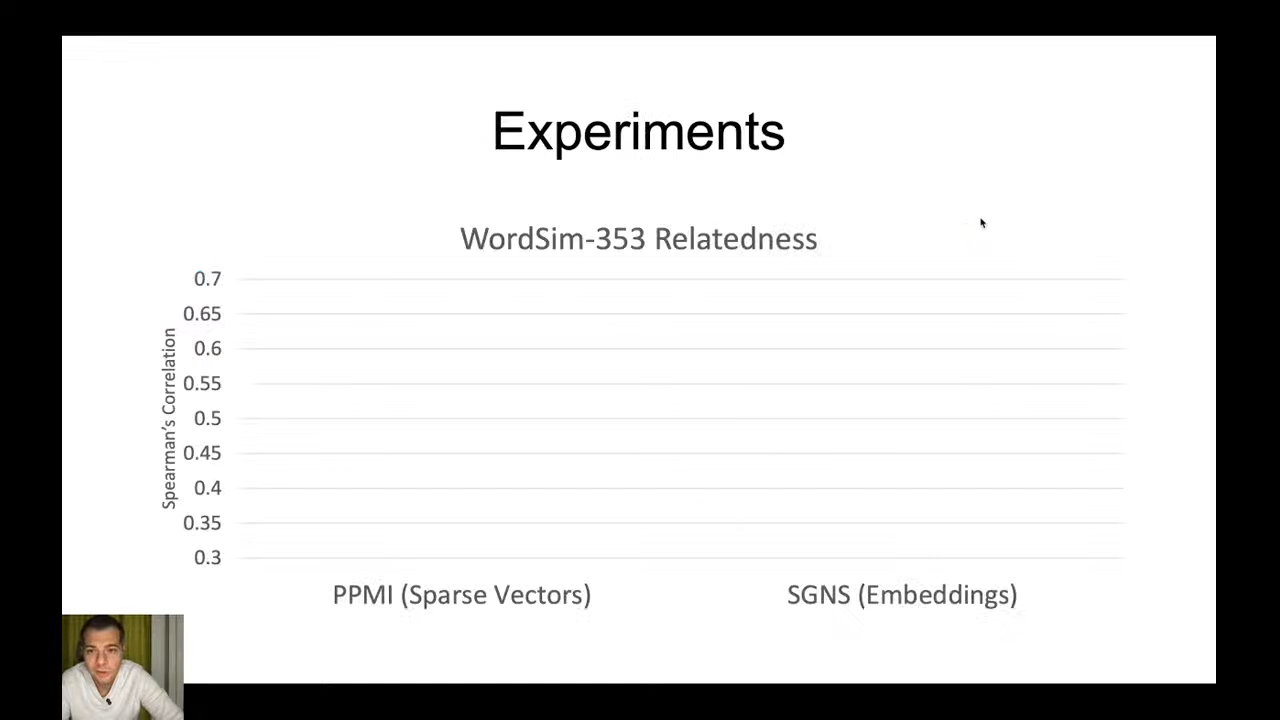 Experiments
WordSim-353 Relatedness
0.7
0.65
0.6
0.55
0.5
0.45
0.4
0.35
0.3
Spearman's Correlation
PPMI (Sparse Vectors)
SGNS (Embeddings)